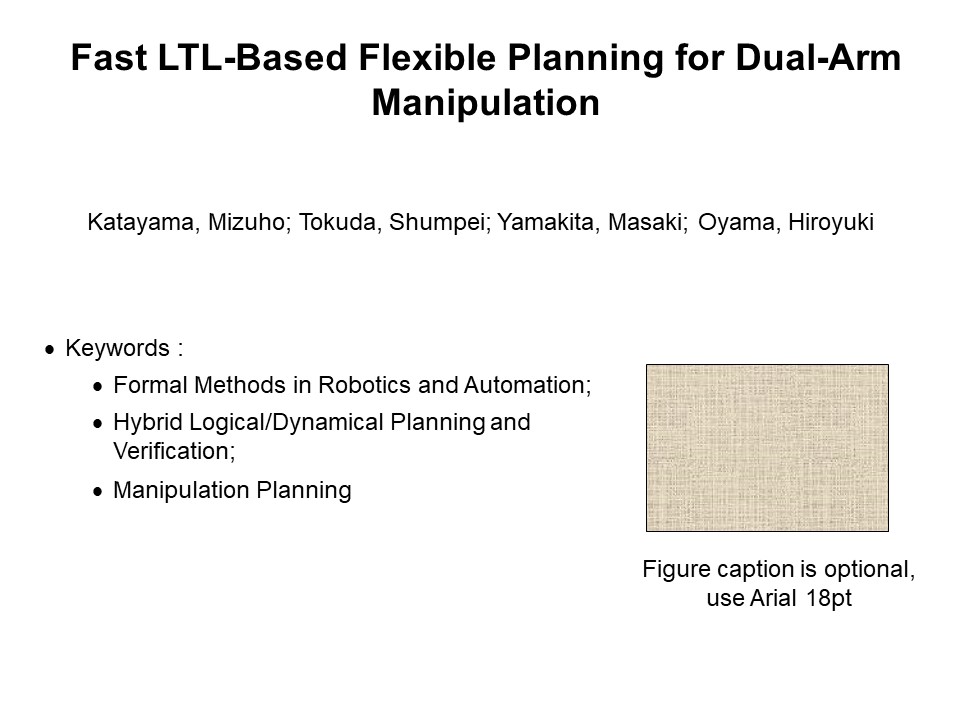 Fast LTL-Based Flexible Planning for Dual-Arm
Manipulation
Katayama, Mizuho; Tokuda, Shumpei; Yamakita, Masaki; Oyama, Hiroyuki
• Keywords :
• Formal Methods in Robotics and Automation;
• Hybrid Logical/Dynamical Planning and
Verification;
• Manipulation Planning
Figure caption is optional,
use Arial 18pt